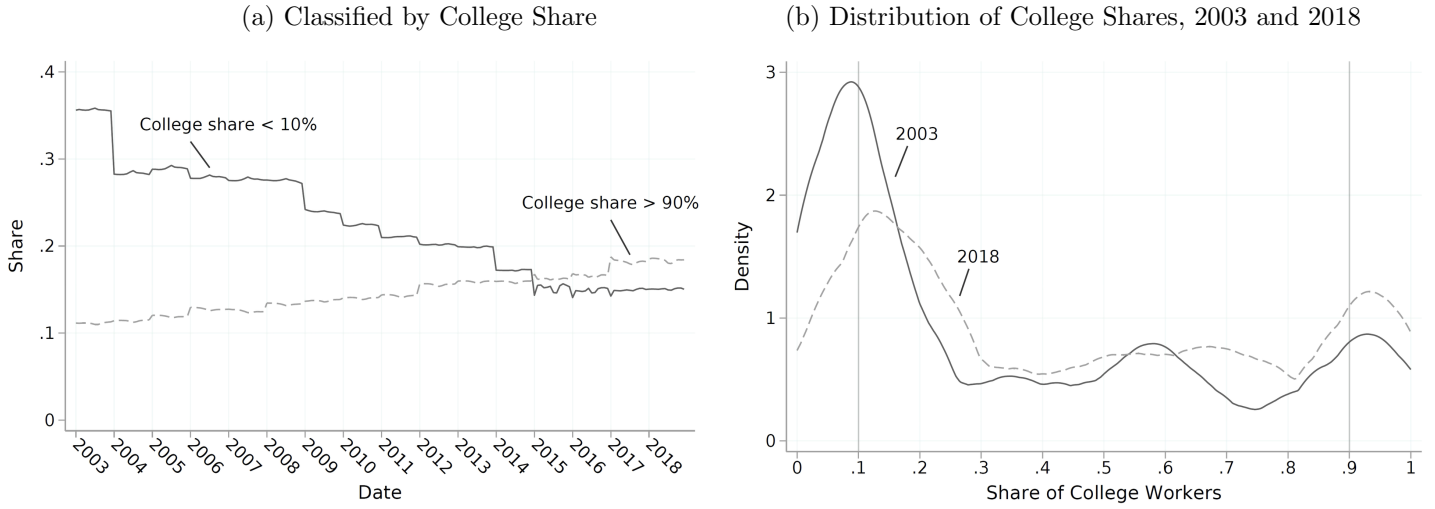 (a) Classified by College Share
.4
.3
.2
.1
0
Share
College share < 10%
College share > 90%
2003 2004 2005 2006 2007 2008 2009 2010 2011 2012 2013 2014 2015 2016 2017 2018
Date
(b) Distribution of College Shares, 2003 and 2018
3
2
1
0
Density
2003
2018
0 .1 .2 .3 .4 .5 .6 .7 .8 .9 1
Share of College Workers